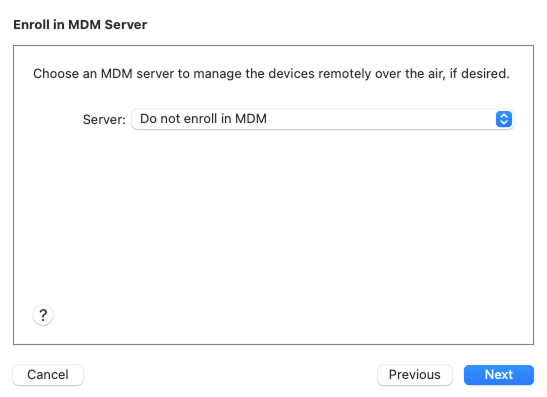 Enroll in MDM Server
Choose an MDM server to manage the devices remotely over the air, if desired.
Server: Do not enroll in MDM
?
Cancel Previous Next